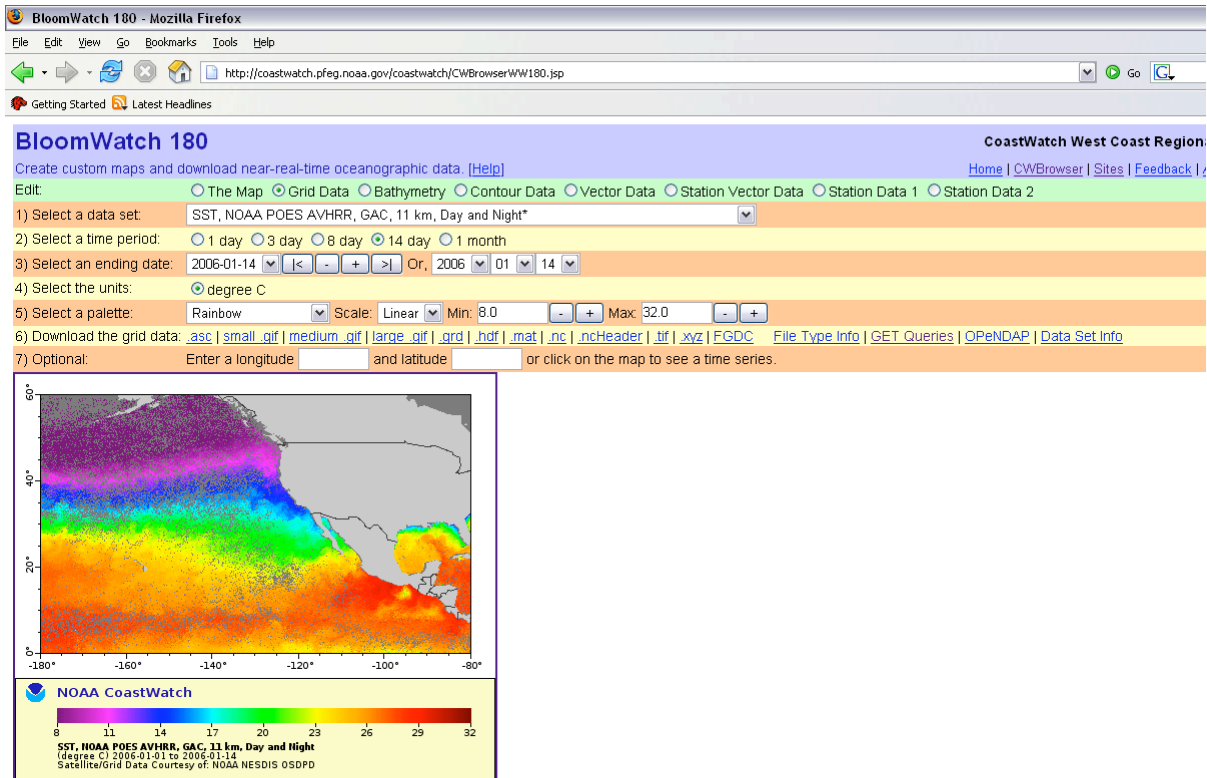 BloomWatch 180 - Mozilla Firefox
File Edit View Go Bookmarks Tools Help
http://coastwatch.pfeg.noaa.gov/coastwatch/CWBrowserWW180.jsp Go G
Getting Started Latest Headlines
BloomWatch 180 CoastWatch West Coast Regiona
Create custom maps and download near-real-time oceanographic data. [Help] Home | CWBrowser | Sites | Feedback |
Edit: The Map Grid Data Bathymetry Contour Data Vector Data Station Vector Data Station Data 1 Station Data 2
1) Select a data set: SST, NOAA POES AVHRR, GAC, 11 km, Day and Night*
2) Select a time period: 1 day 3 day 8 day 14 day 1 month
3) Select an ending date: 2006-01-14 |< - + >| Or, 2006 01 14
4) Select the units: degree C
5) Select a palette: Rainbow Scale: Linear Min: 8.0 - + Max: 32.0 - +
6) Download the grid data: .asc | small .gif | medium .gif | large .gif | .grd | .hdf | .mat | .nc | .ncHeader | .tif | .xyz | FGDC File Type Info | GET Queries | OPeNDAP | Data Set Info
7) Optional: Enter a longitude and latitude or click on the map to see a time series.
60°
40°
20°
0°
-180° -160° -140° -120° -100° -80°
NOAA CoastWatch
8 11 14 17 20 23 26 29 32
SST, NOAA POES AVHRR, GAC, 11 km, Day and Night
(degree C) 2006-01-01 to 2006-01-14
Satellite/Grid Data Courtesy of: NOAA NESDIS OSDPD